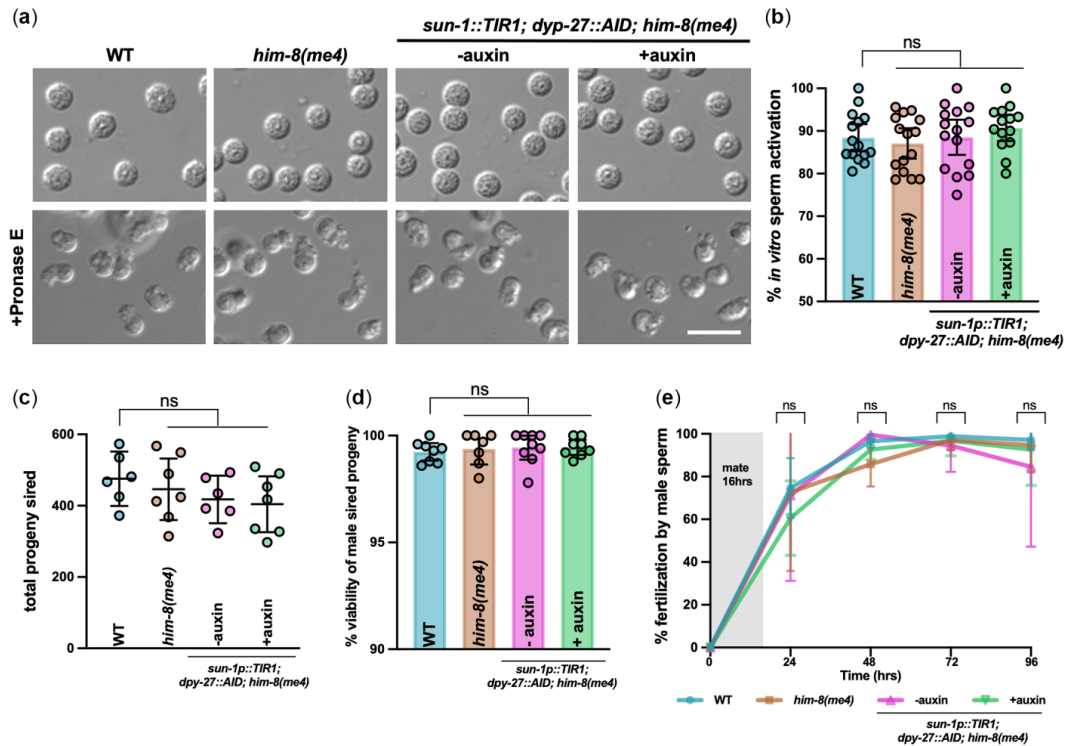 (a)
sun-1::TIR1; dyp-27::AID; him-8(me4)
WT
him-8(me4)
-auxin
+auxin
+Pronase E
(b)
ns
% in vitro sperm activation
100
90
80
70
60
50
WT
him-8(me4)
-auxin
+auxin
sun-1p::TIR1;
dpy-27::AID; him-8(me4)
(c)
ns
total progeny sired
600
400
200
0
WT
him-8(me4)
-auxin
+auxin
sun-1p::TIR1;
dpy-27::AID; him-8(me4)
(d)
ns
% viability of male sired progeny
100
95
90
WT
him-8(me4)
- auxin
+ auxin
sun-1p::TIR1;
dpy-27::AID; him-8(me4)
(e)
ns
ns
ns
ns
% fertilization by male sperm
100
80
60
40
20
0
mate
16hrs
0
24
48
72
96
Time (hrs)
WT
him-8(me4)
-auxin
+auxin
sun-1p::TIR1;
dpy-27::AID; him-8(me4)